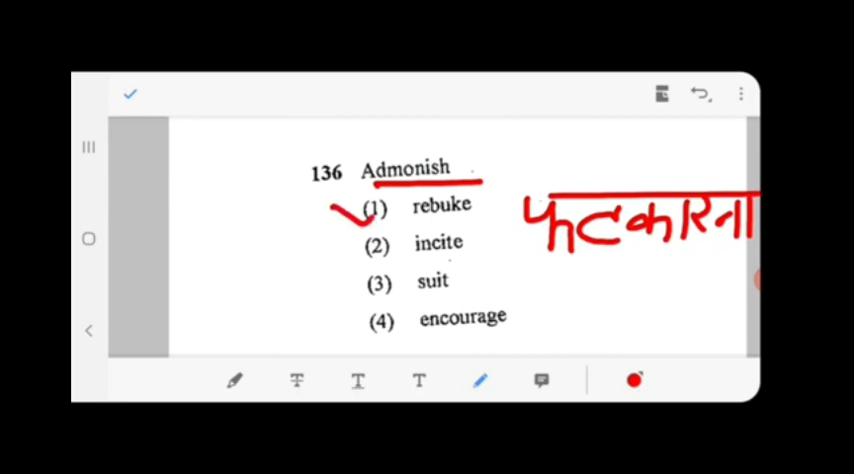 136 Admonish
(1) rebuke
फटकारना
(2) incite
(3) suit
(4) encourage
T T T